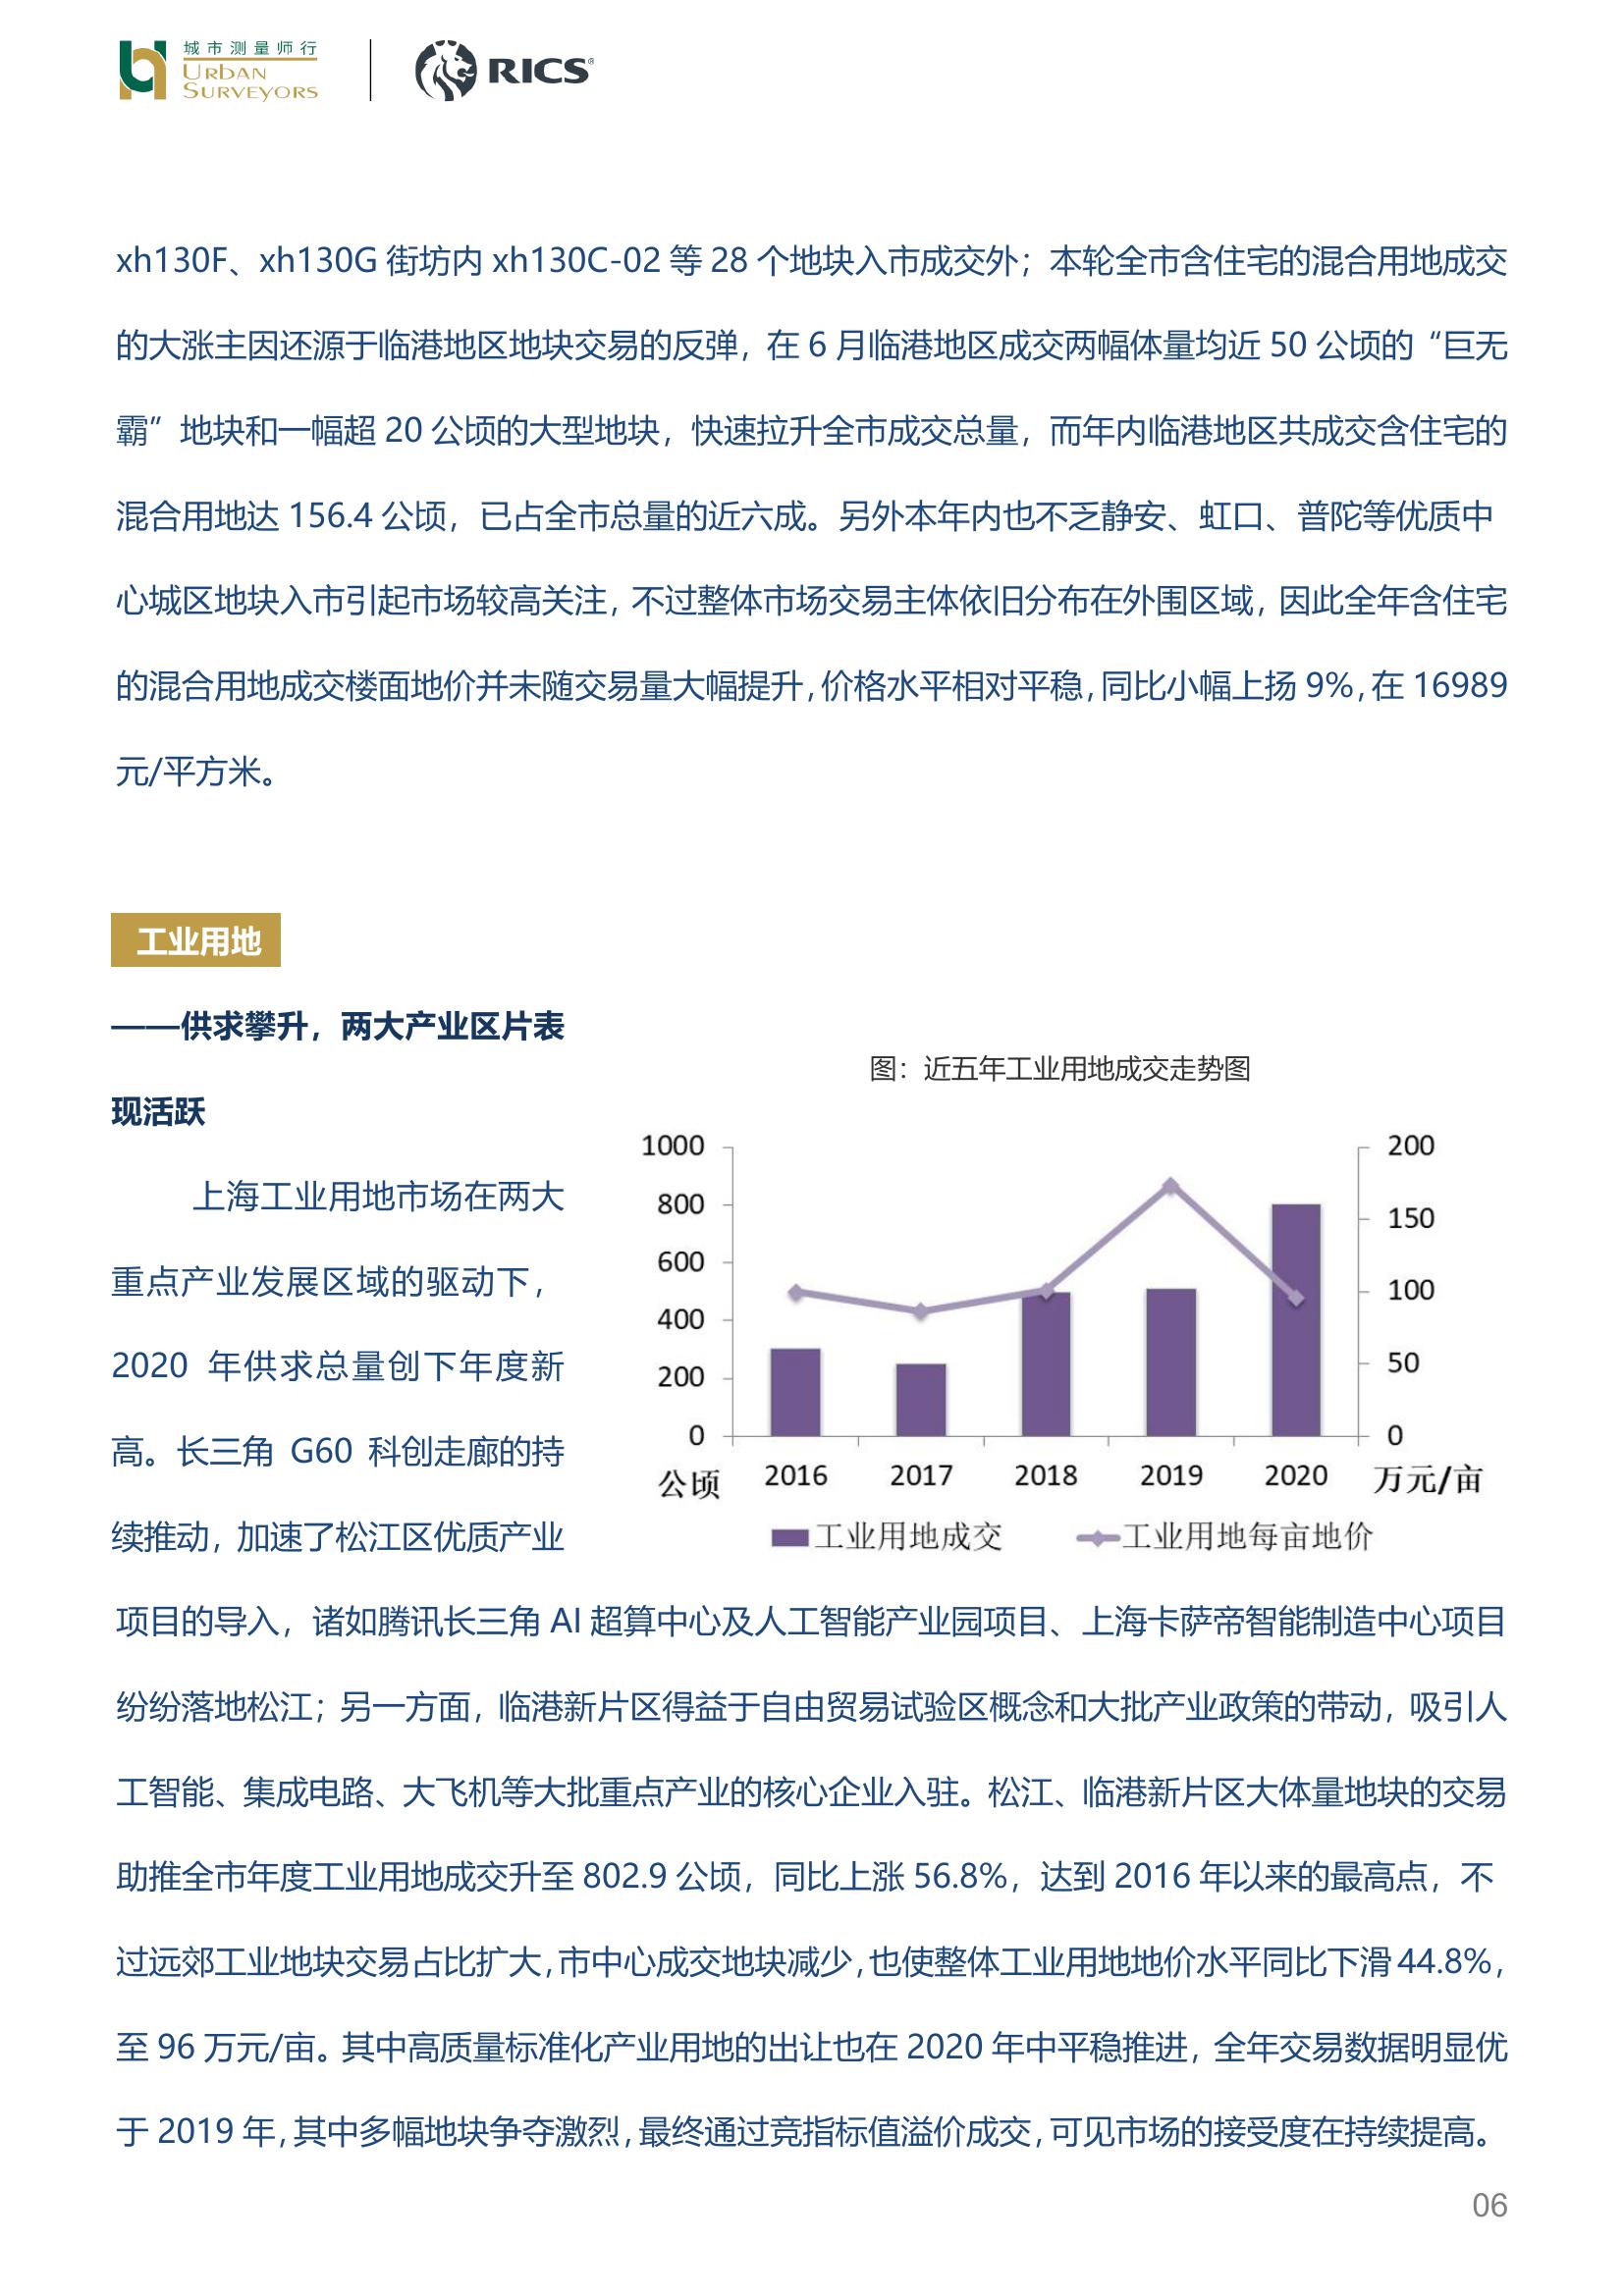 城市测量师行
URBAN
SURVEYORS
RICS®
xh130F、xh130G 街坊内 xh130C-02 等 28 个地块入市成交外；本轮全市含住宅的混合用地成交
的大涨主因还源于临港地区地块交易的反弹，在 6 月临港地区成交两幅体量均近 50 公顷的“巨无
霸”地块和一幅超 20 公顷的大型地块，快速拉升全市成交总量，而年内临港地区共成交含住宅的
混合用地达 156.4 公顷，已占全市总量的近六成。另外本年内也不乏静安、虹口、普陀等优质中
心城区地块入市引起市场较高关注，不过整体市场交易主体依旧分布在外围区域，因此全年含住宅
的混合用地成交楼面地价并未随交易量大幅提升，价格水平相对平稳，同比小幅上扬 9%，在 16989
元/平方米。
工业用地
——供求攀升，两大产业区片表
现活跃
上海工业用地市场在两大
重点产业发展区域的驱动下，
2020 年供求总量创下年度新
高。长三角 G60 科创走廊的持
续推动，加速了松江区优质产业
图：近五年工业用地成交走势图
1000
800
600
400
200
0
200
150
100
50
0
公顷
2016
2017
2018
2019
2020
万元/亩
工业用地成交
工业用地每亩地价
项目的导入，诸如腾讯长三角 AI 超算中心及人工智能产业园项目、上海卡萨帝智能制造中心项目
纷纷落地松江；另一方面，临港新片区得益于自由贸易试验区概念和大批产业政策的带动，吸引人
工智能、集成电路、大飞机等大批重点产业的核心企业入驻。松江、临港新片区大体量地块的交易
助推全市年度工业用地成交升至 802.9 公顷，同比上涨 56.8%，达到 2016 年以来的最高点，不
过远郊工业地块交易占比扩大，市中心成交地块减少，也使整体工业用地地价水平同比下滑 44.8%，
至 96 万元/亩。其中高质量标准化产业用地的出让也在 2020 年中平稳推进，全年交易数据明显优
于 2019 年，其中多幅地块争夺激烈，最终通过竞指标值溢价成交，可见市场的接受度在持续提高。
06